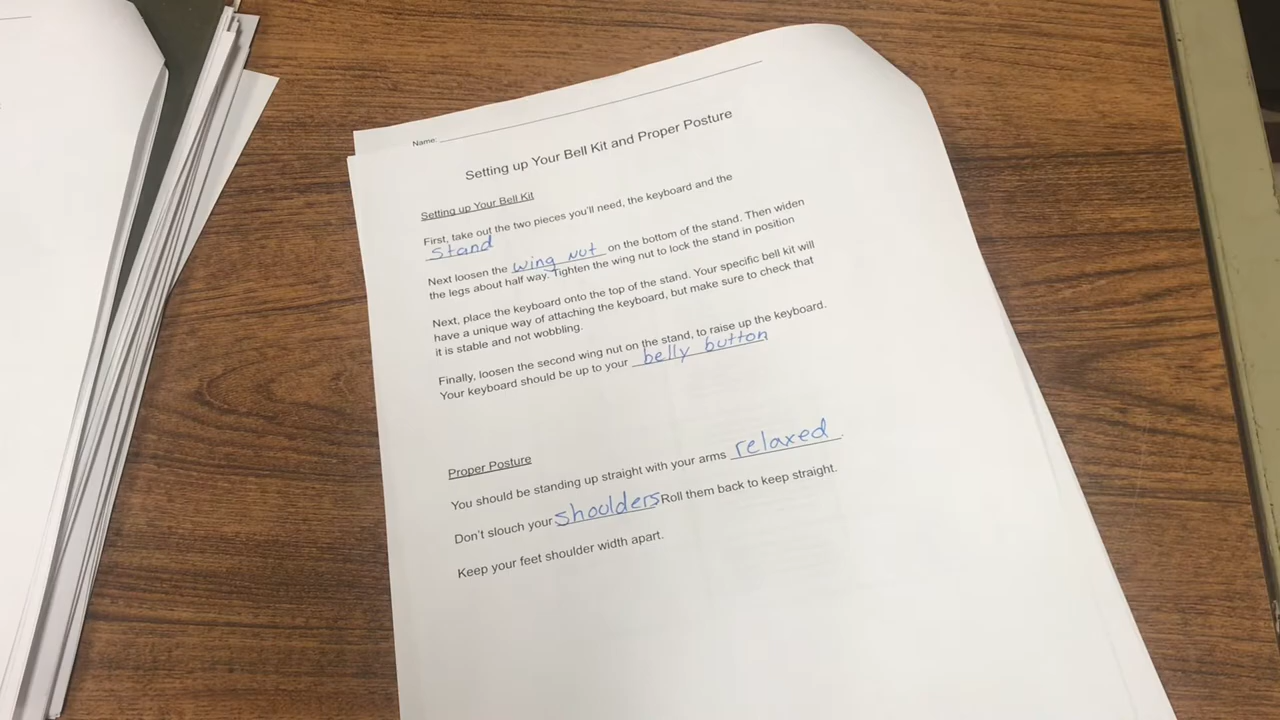 Name:
Setting up Your Bell Kit and Proper Posture
Setting up Your Bell Kit
First, take out the two pieces you'll need, the keyboard and the
Stand
Next loosen the wing nut on the bottom of the stand. Then widen
the legs about half way. Tighten the wing nut to lock the stand in position
Next, place the keyboard onto the top of the stand. Your specific bell kit will
have a unique way of attaching the keyboard, but make sure to check that
it is stable and not wobbling.
Finally, loosen the second wing nut on the stand, to raise up the keyboard.
Your keyboard should be up to your belly button
Proper Posture
You should be standing up straight with your arms relaxed.
Don't slouch your shoulders Roll them back to keep straight.
Keep your feet shoulder width apart.